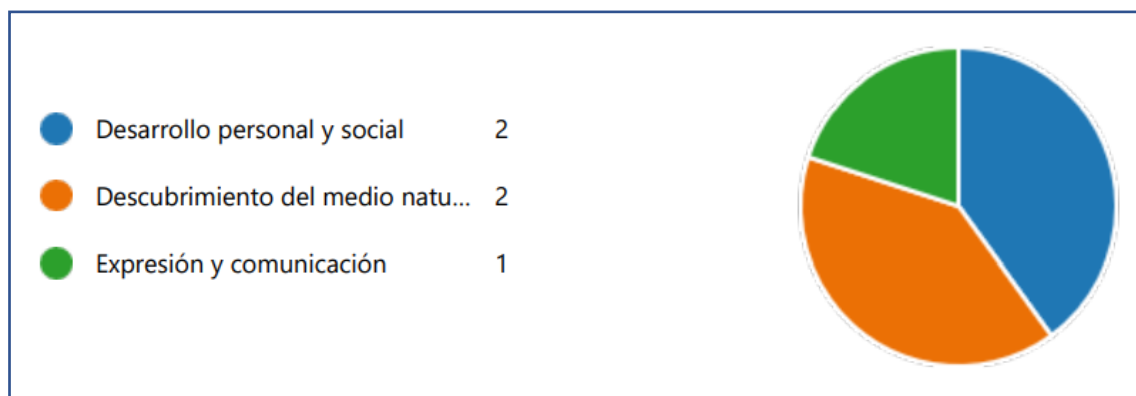 Desarrollo personal y social 2
Descubrimiento del medio natu... 2
Expresión y comunicación 1